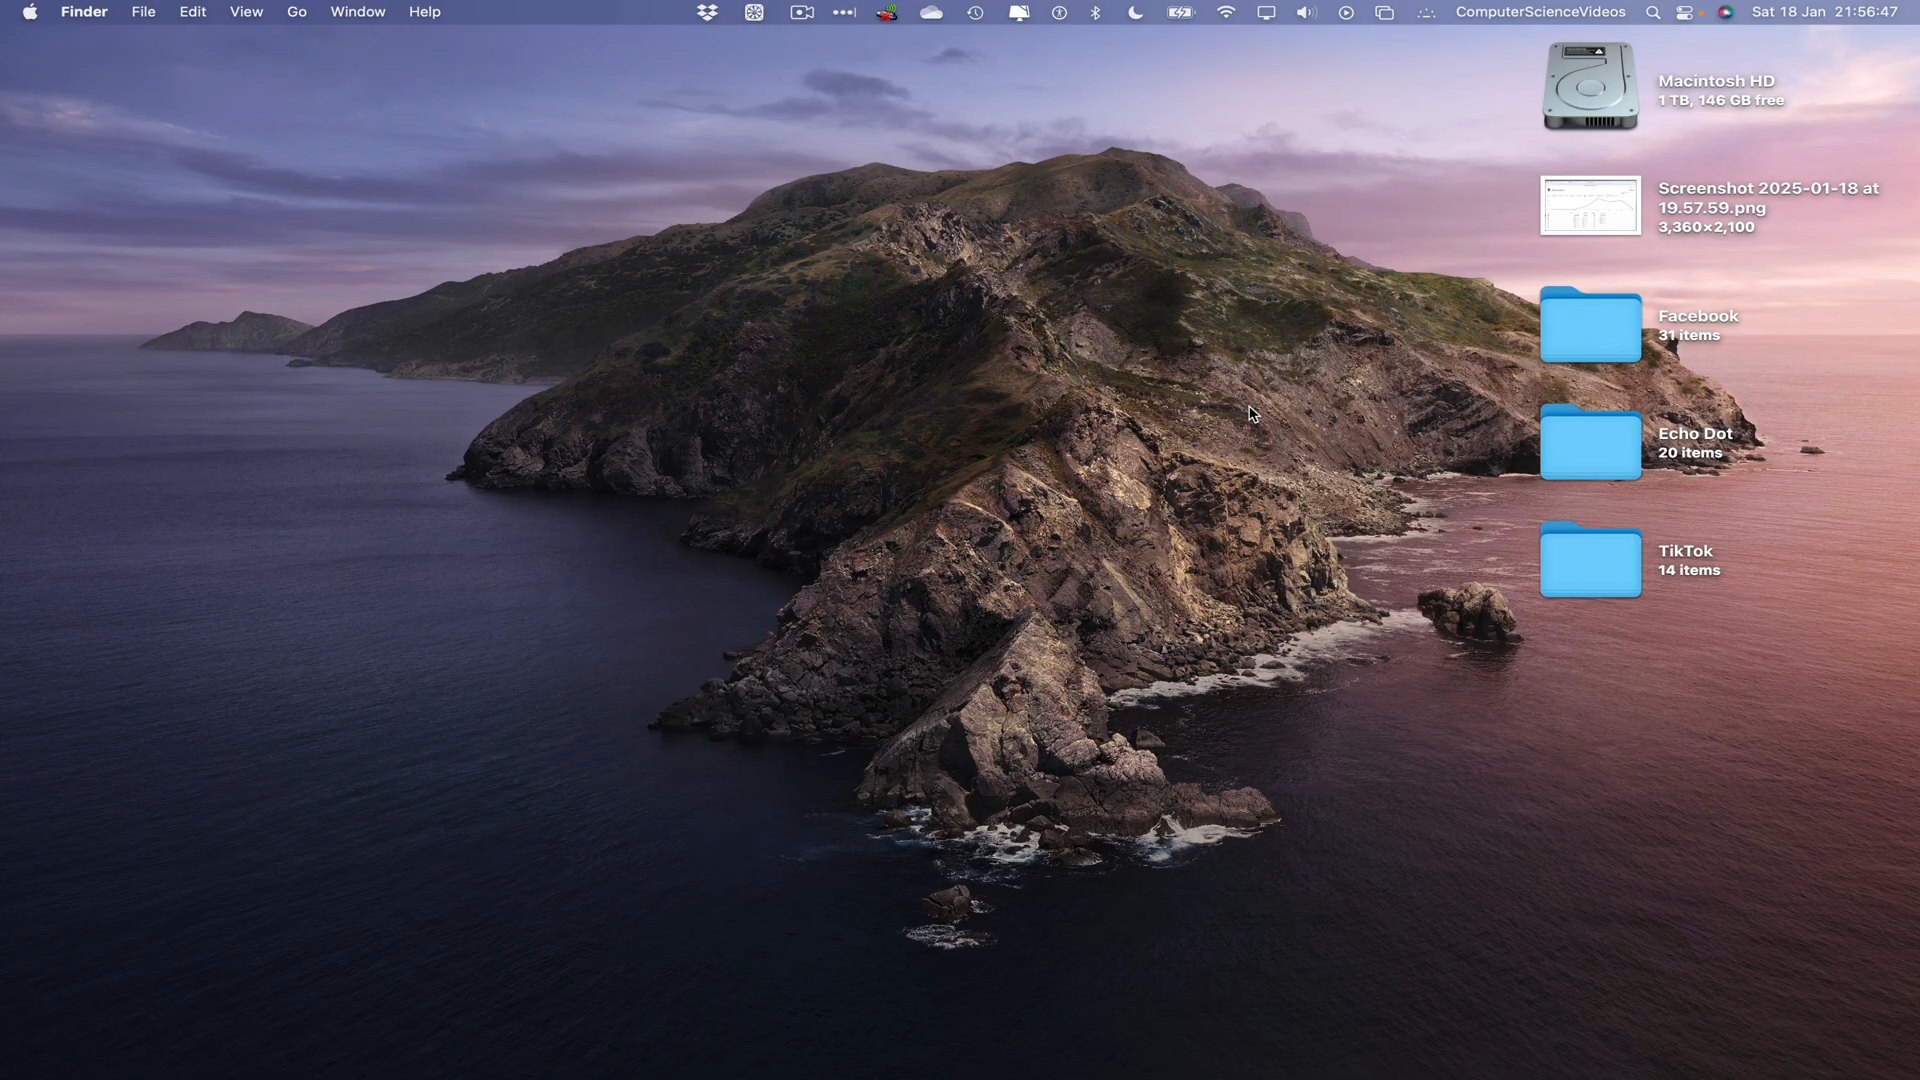 Finder File Edit View Go Window Help ComputerScienceVideos Sat 18 Jan 21:56:47
Macintosh HD
1 TB, 146 GB free
Screenshot 2025-01-18 at
19.57.59.png
3,360×2,100
Facebook
31 items
Echo Dot
20 items
TikTok
14 items